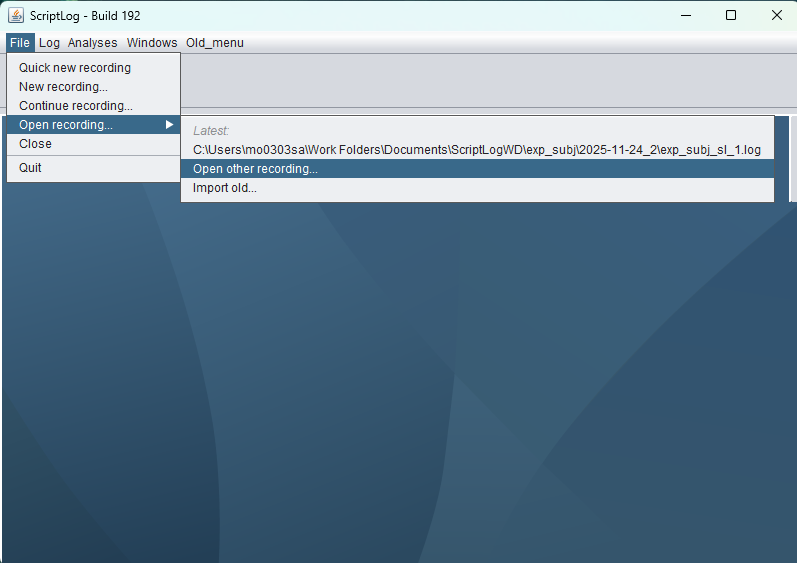 ScriptLog - Build 192
File Log Analyses Windows Old_menu
Quick new recording
New recording...
Continue recording...
Open recording...
Close
Quit
Latest:
C:\Users\mo0303sa\Work Folders\Documents\ScriptLogWD\exp_subj\2025-11-24_2\exp_subj_sl_1.log
Open other recording...
Import old...